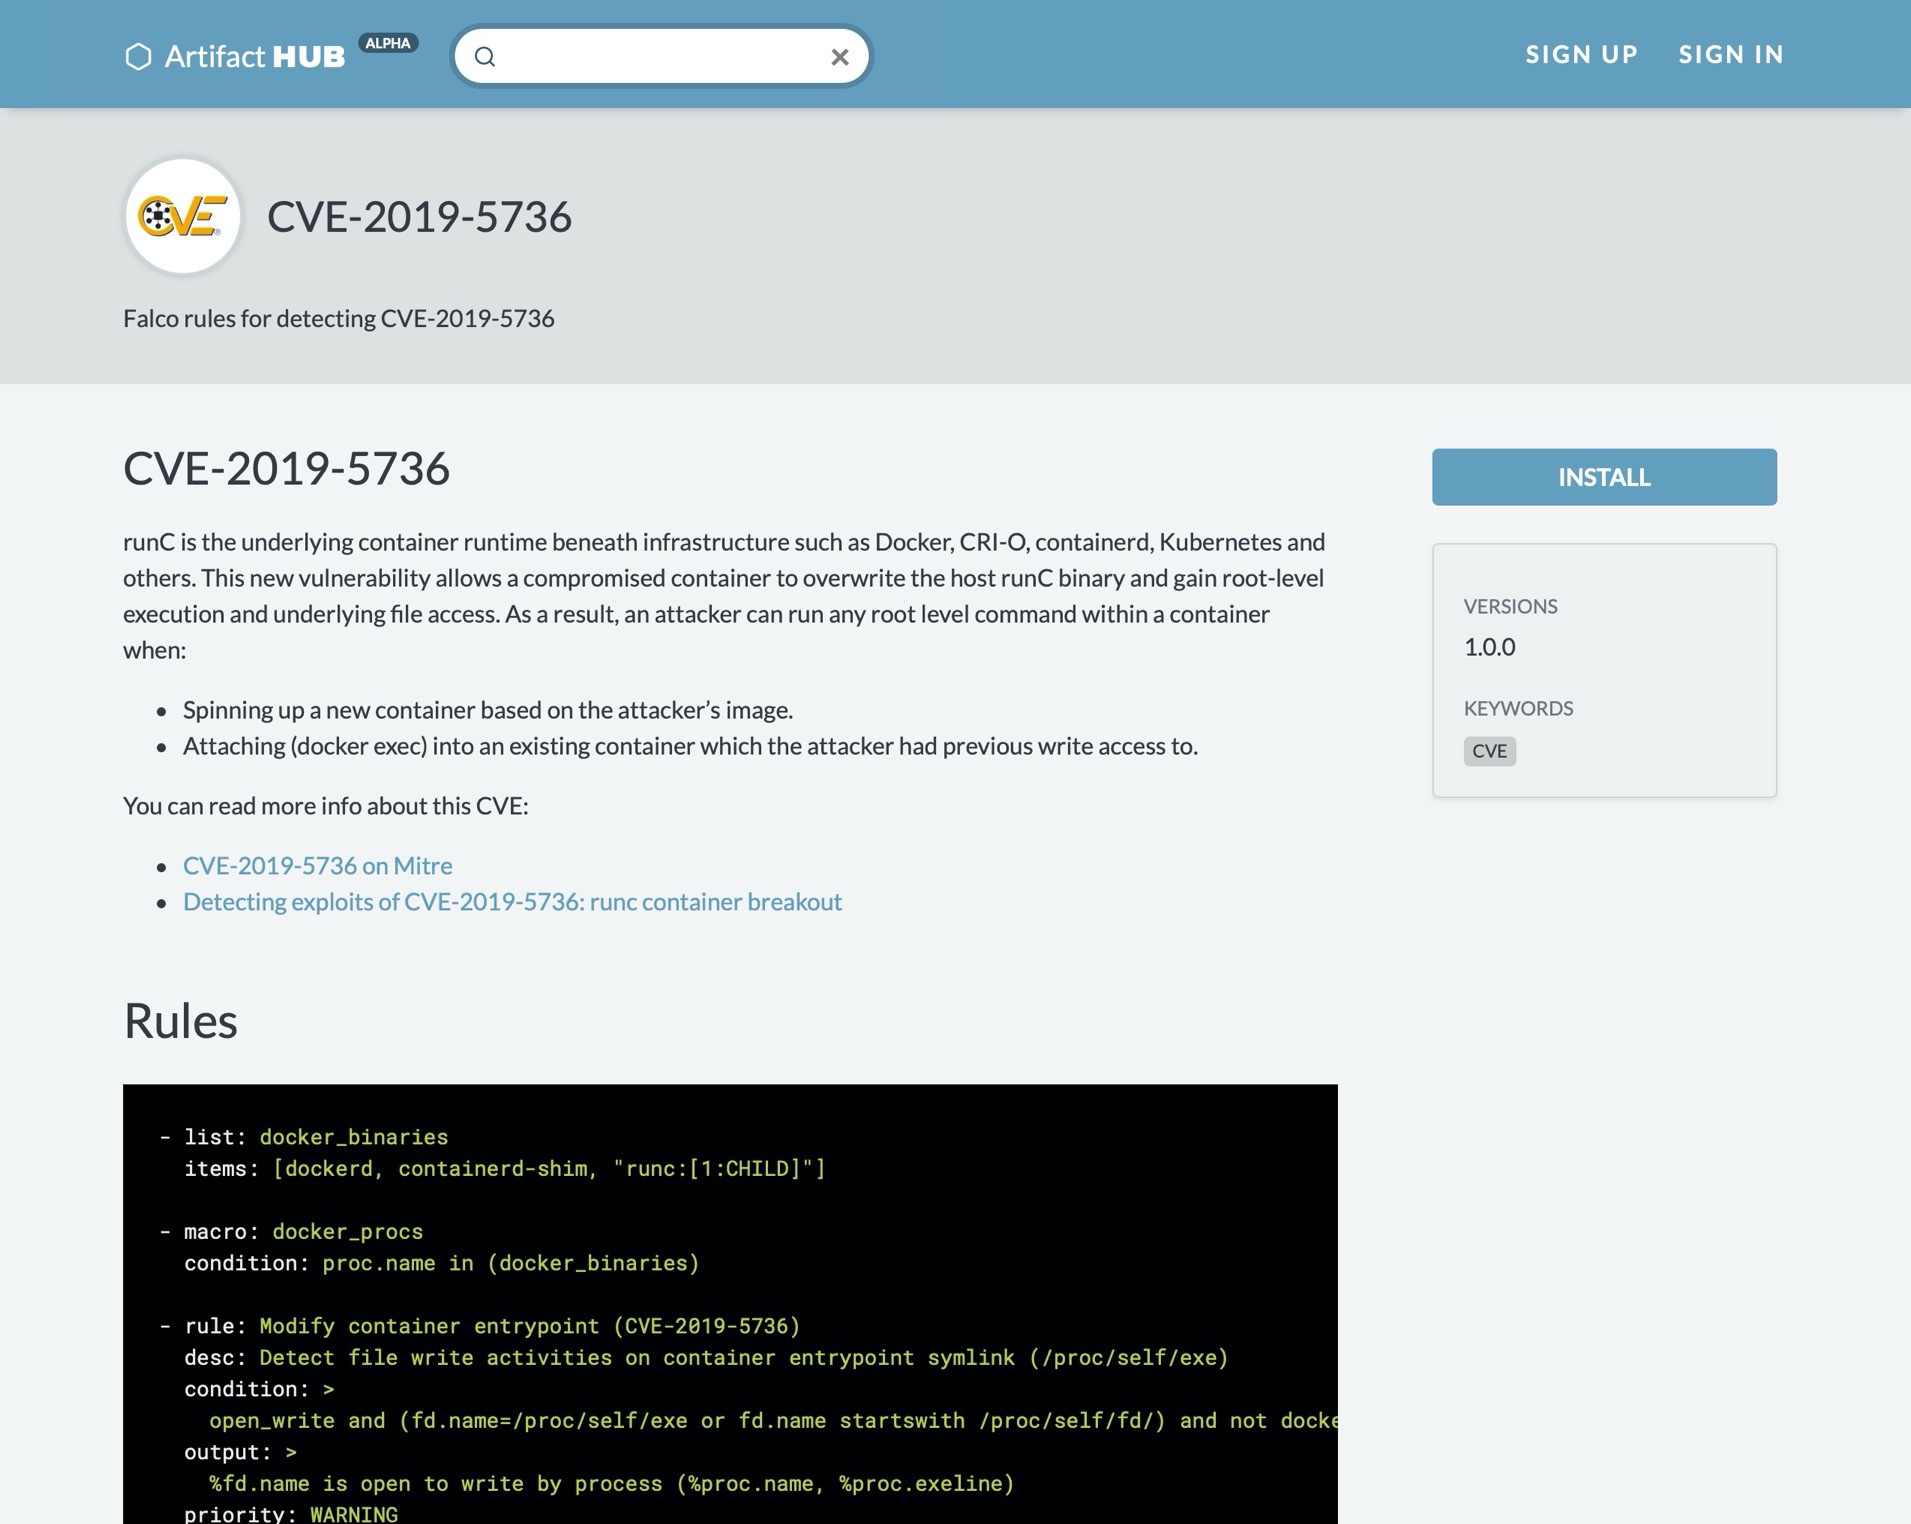 Artifact HUB ALPHA
SIGN UP SIGN IN
CVE
CVE-2019-5736
Falco rules for detecting CVE-2019-5736
CVE-2019-5736
INSTALL
runC is the underlying container runtime beneath infrastructure such as Docker, CRI-O, containerd, Kubernetes and
others. This new vulnerability allows a compromised container to overwrite the host runC binary and gain root-level
execution and underlying file access. As a result, an attacker can run any root level command within a container
when:
• Spinning up a new container based on the attacker’s image.
• Attaching (docker exec) into an existing container which the attacker had previous write access to.
You can read more info about this CVE:
• CVE-2019-5736 on Mitre
• Detecting exploits of CVE-2019-5736: runc container breakout
VERSIONS
1.0.0
KEYWORDS
CVE
Rules
- list: docker_binaries
items: [dockerd, containerd-shim, "runc:[1:CHILD]"]
- macro: docker_procs
condition: proc.name in (docker_binaries)
- rule: Modify container entrypoint (CVE-2019-5736)
desc: Detect file write activities on container entrypoint symlink (/proc/self/exe)
condition: >
open_write and (fd.name=/proc/self/exe or fd.name startswith /proc/self/fd/) and not docke
output: >
%fd.name is open to write by process (%proc.name, %proc.exeline)
priority: WARNING